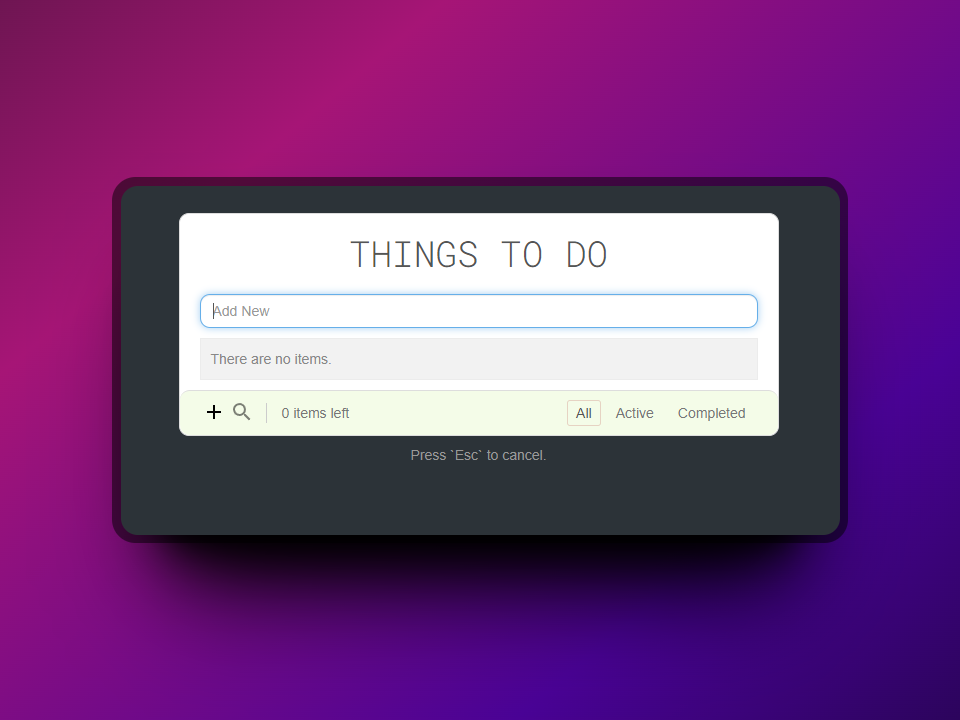 THINGS TO DO
Add New
There are no items.
0 items left All Active Completed
Press `Esc` to cancel.